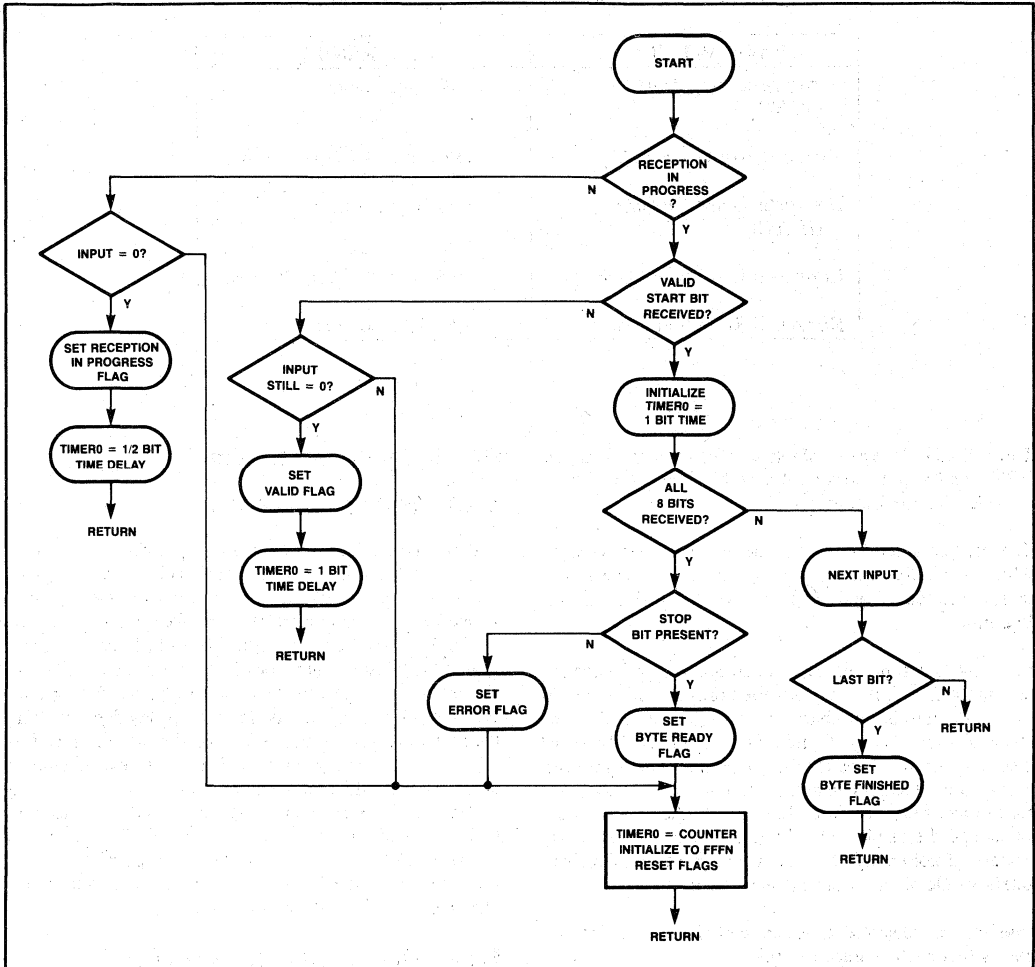 START
RECEPTION
IN
PROGRESS
?
N
Y
INPUT = 0?
Y
SET RECEPTION
IN PROGRESS
FLAG
TIMER0 = 1/2 BIT
TIME DELAY
RETURN
VALID
START BIT
RECEIVED?
N
Y
INPUT
STILL = 0?
N
Y
SET
VALID FLAG
TIMER0 = 1 BIT
TIME DELAY
RETURN
INITIALIZE
TIMER0 =
1 BIT TIME
ALL
8 BITS
RECEIVED?
N
Y
STOP
BIT PRESENT?
N
Y
SET
ERROR FLAG
SET
BYTE READY
FLAG
NEXT INPUT
LAST BIT?
N
RETURN
Y
SET
BYTE FINISHED
FLAG
RETURN
TIMER0 = COUNTER
INITIALIZE TO FFFN
RESET FLAGS
RETURN